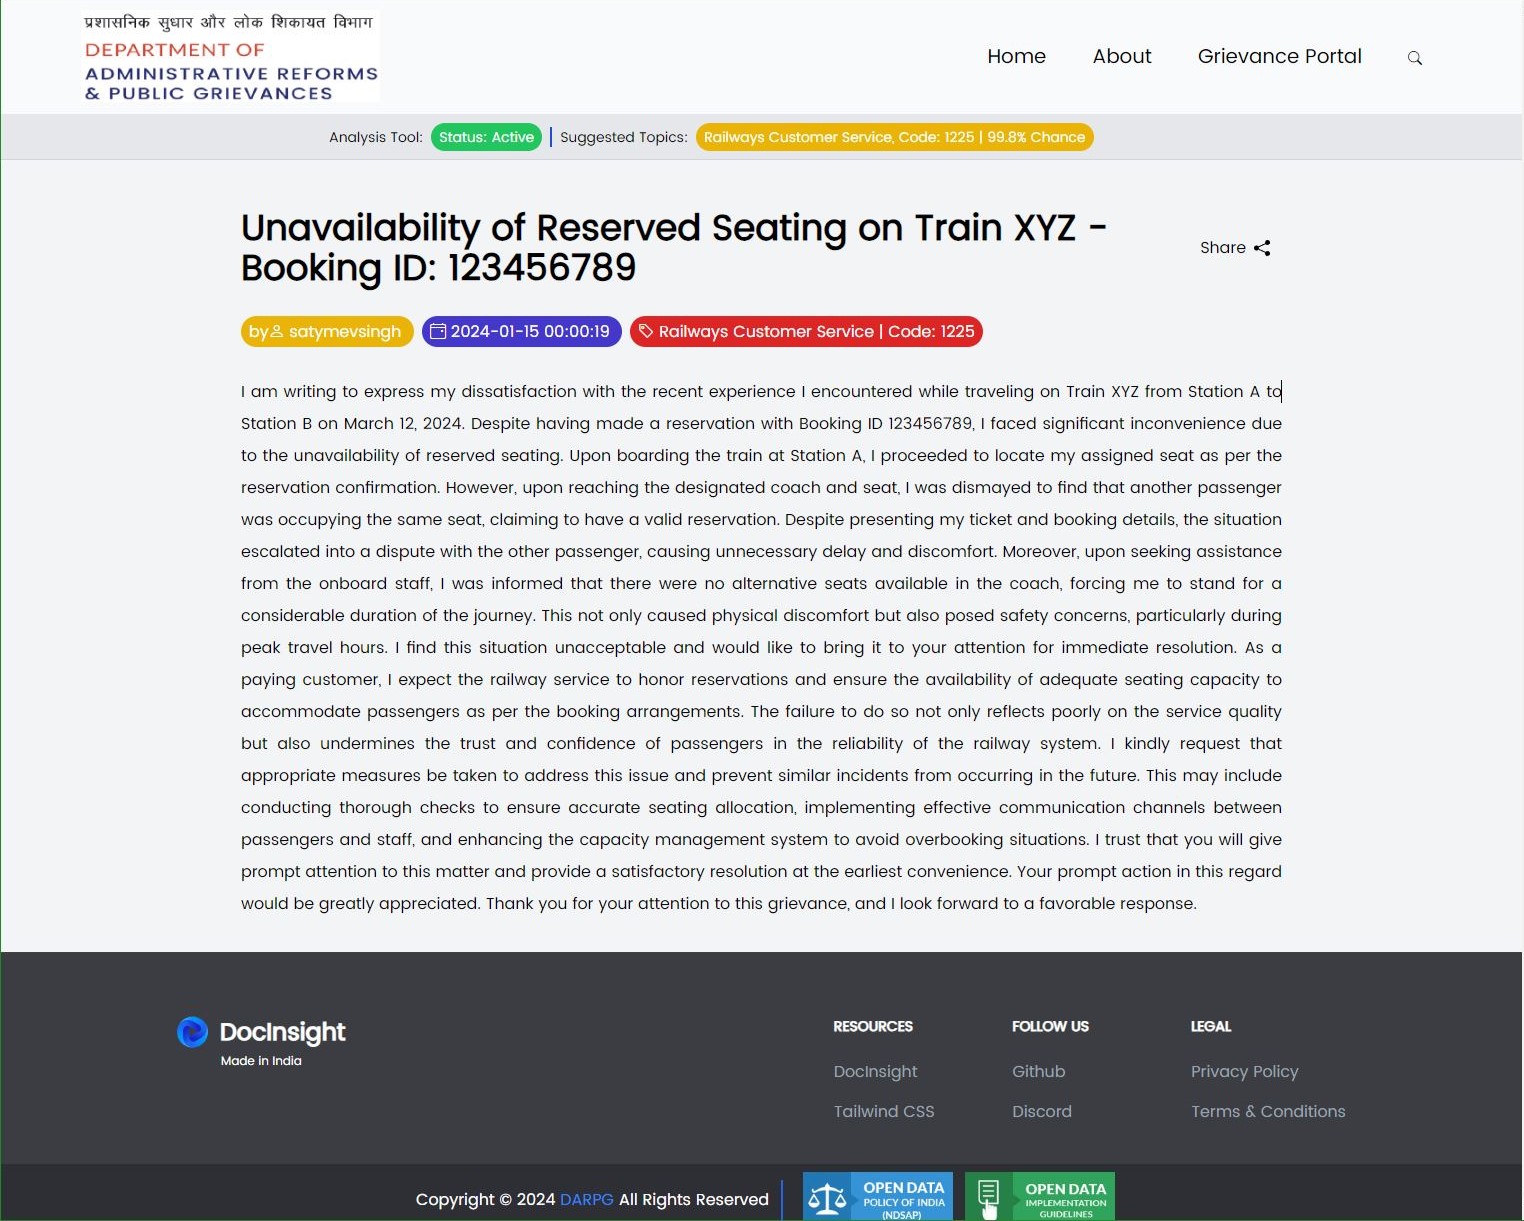 प्रशासनिक सुधार और लोक शिकायत विभाग
DEPARTMENT OF
ADMINISTRATIVE REFORMS
& PUBLIC GRIEVANCES
Home About Grievance Portal
Analysis Tool: Status: Active Suggested Topics: Railways Customer Service, Code: 1225 | 99.8% Chance
Unavailability of Reserved Seating on Train XYZ -
Booking ID: 123456789
Share
by satymevsingh 2024-01-15 00:00:19 Railways Customer Service | Code: 1225
I am writing to express my dissatisfaction with the recent experience I encountered while traveling on Train XYZ from Station A to
Station B on March 12, 2024. Despite having made a reservation with Booking ID 123456789, I faced significant inconvenience due
to the unavailability of reserved seating. Upon boarding the train at Station A, I proceeded to locate my assigned seat as per the
reservation confirmation. However, upon reaching the designated coach and seat, I was dismayed to find that another passenger
was occupying the same seat, claiming to have a valid reservation. Despite presenting my ticket and booking details, the situation
escalated into a dispute with the other passenger, causing unnecessary delay and discomfort. Moreover, upon seeking assistance
from the onboard staff, I was informed that there were no alternative seats available in the coach, forcing me to stand for a
considerable duration of the journey. This not only caused physical discomfort but also posed safety concerns, particularly during
peak travel hours. I find this situation unacceptable and would like to bring it to your attention for immediate resolution. As a
paying customer, I expect the railway service to honor reservations and ensure the availability of adequate seating capacity to
accommodate passengers as per the booking arrangements. The failure to do so not only reflects poorly on the service quality
but also undermines the trust and confidence of passengers in the reliability of the railway system. I kindly request that
appropriate measures be taken to address this issue and prevent similar incidents from occurring in the future. This may include
conducting thorough checks to ensure accurate seating allocation, implementing effective communication channels between
passengers and staff, and enhancing the capacity management system to avoid overbooking situations. I trust that you will give
prompt attention to this matter and provide a satisfactory resolution at the earliest convenience. Your prompt action in this regard
would be greatly appreciated. Thank you for your attention to this grievance, and I look forward to a favorable response.
DocInsight
Made in India
RESOURCES FOLLOW US LEGAL
DocInsight Github Privacy Policy
Tailwind CSS Discord Terms & Conditions
Copyright © 2024 DARPG All Rights Reserved
OPEN DATA
POLICY OF INDIA
(NDSAP)
OPEN DATA
IMPLEMENTATION
GUIDELINES